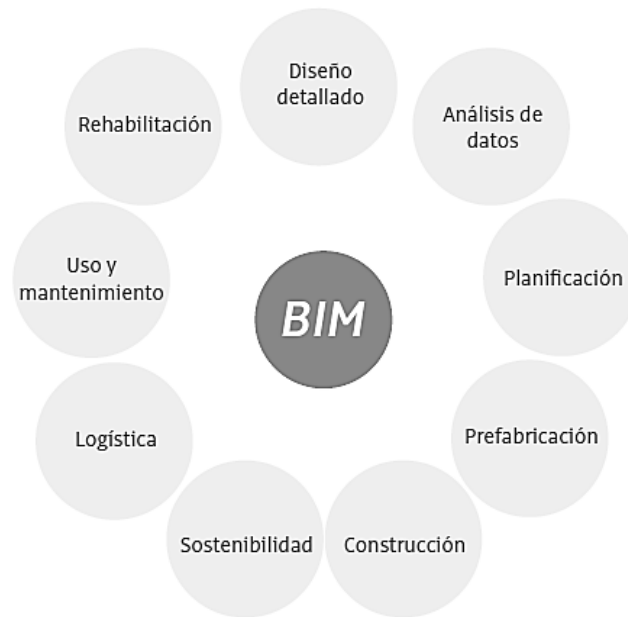 Diseño
detallado
Análisis de
datos
Planificación
Prefabricación
Construcción
Sostenibilidad
Logística
Uso y
mantenimiento
Rehabilitación
BIM